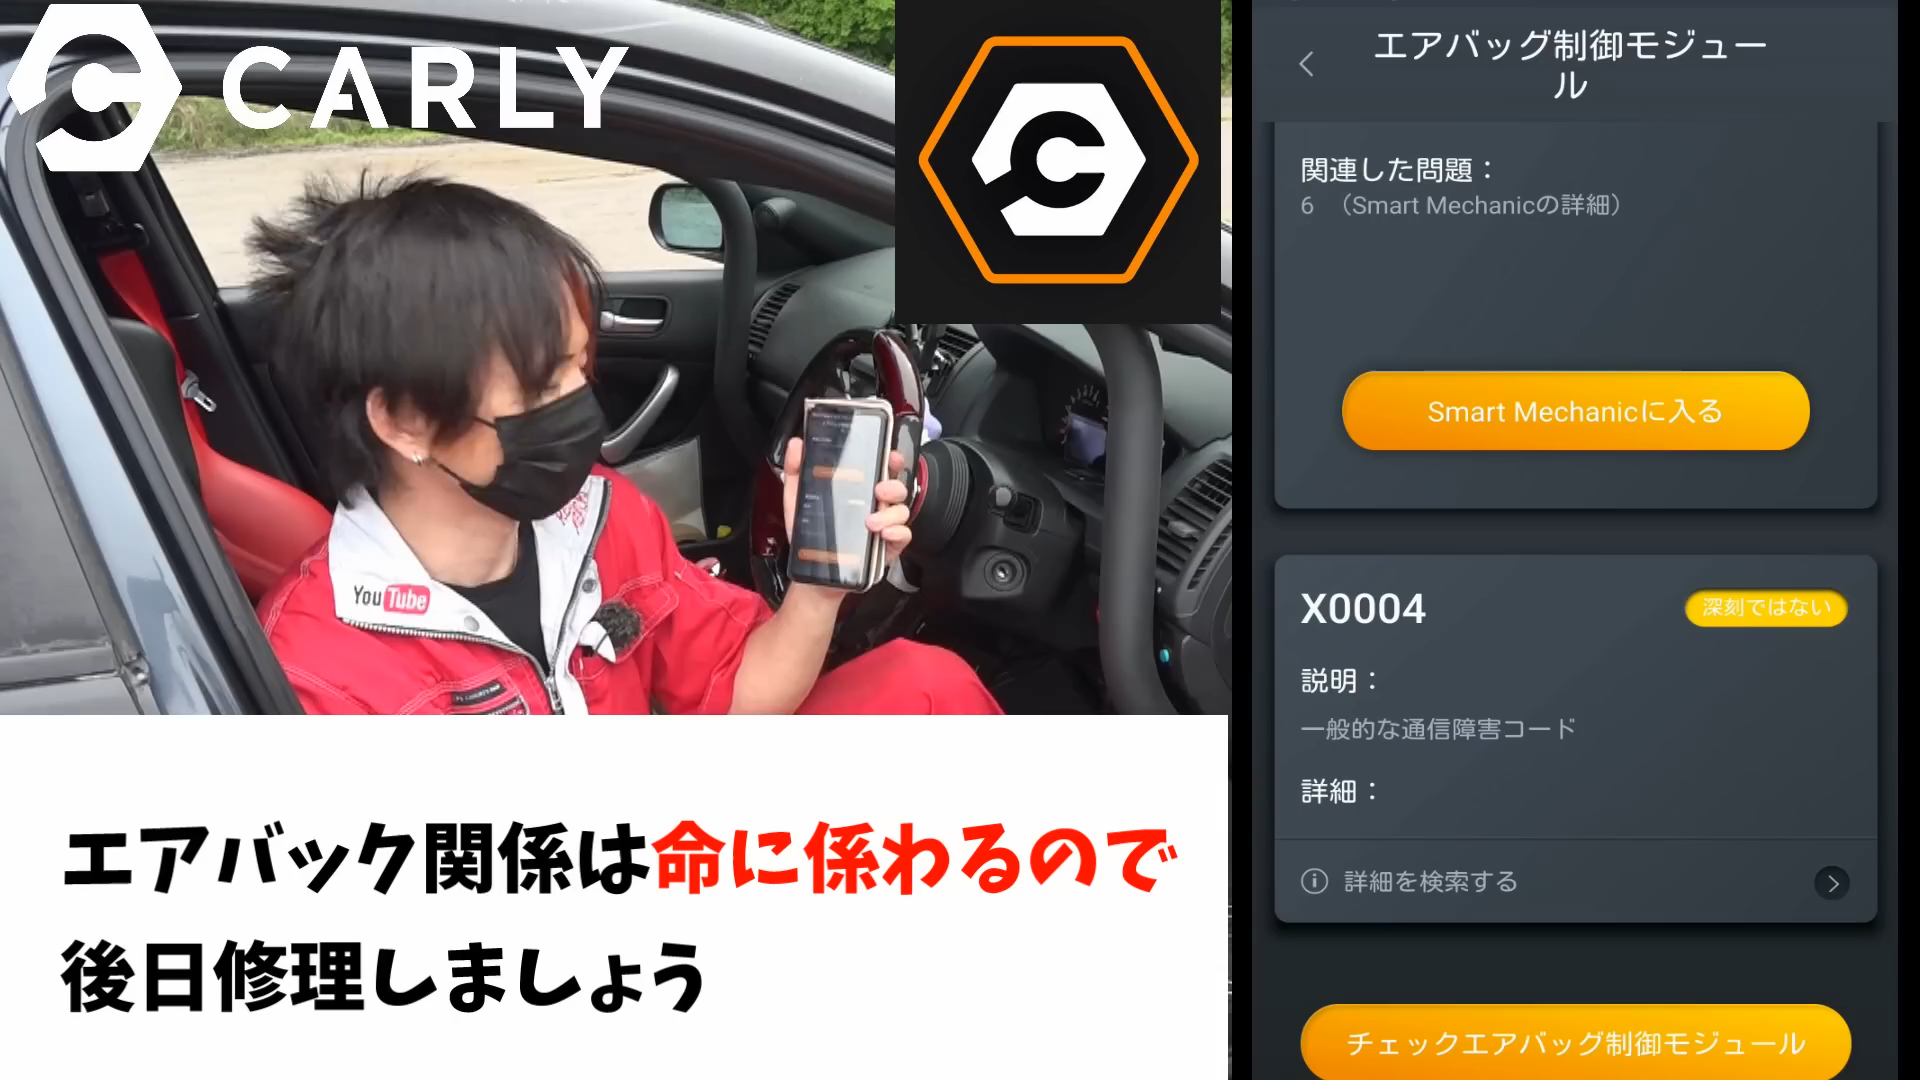 CARLY
YouTube
エアバック関係は命に係わるので
後日修理しましょう
エアバッグ制御モジュー
ル
関連した問題：
6 （Smart Mechanicの詳細）
Smart Mechanicに入る
X0004
深刻ではない
説明：
一般的な通信障害コード
詳細：
詳細を検索する
チェックエアバッグ制御モジュール